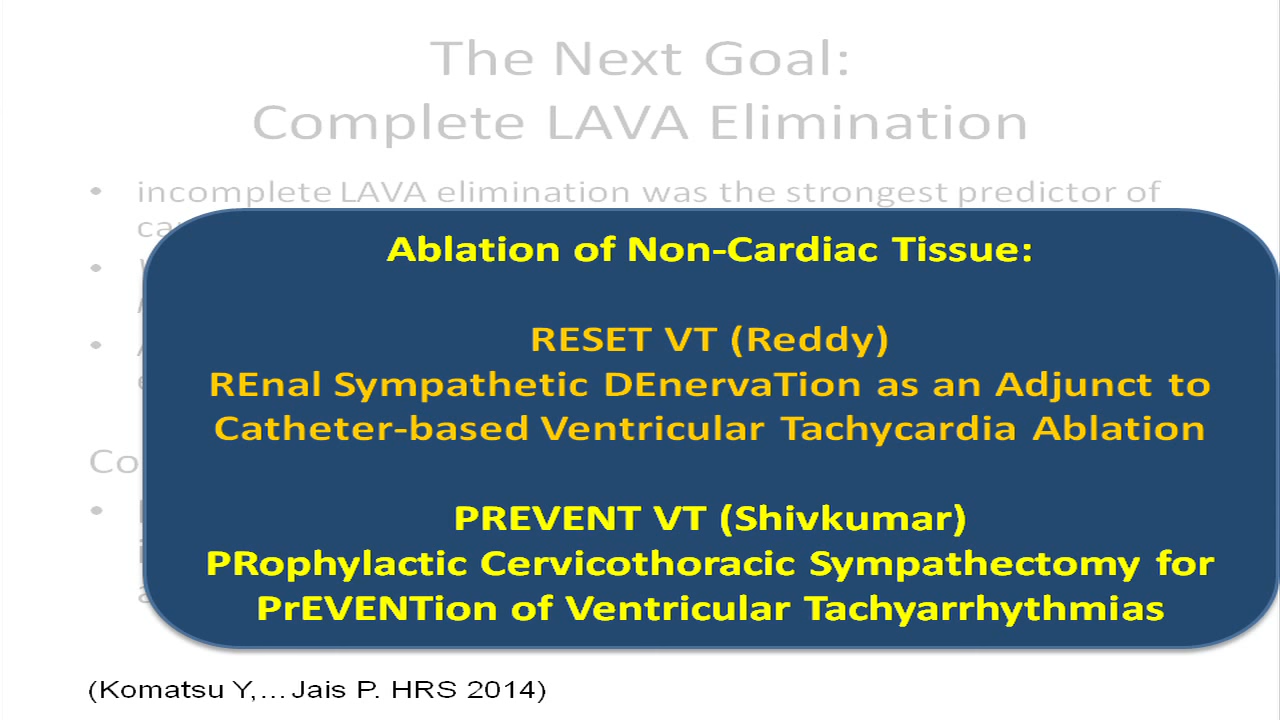 The Next Goal:
Complete LAVA Elimination
• incomplete LAVA elimination was the strongest predictor of
Ablation of Non-Cardiac Tissue:
RESET VT (Reddy)
REnal Sympathetic DEnervaTion as an Adjunct to
Catheter-based Ventricular Tachycardia Ablation
PREVENT VT (Shivkumar)
PRophylactic Cervicothoracic Sympathectomy for
PrEVENTion of Ventricular Tachyarrhythmias
(Komatsu Y,... Jais P. HRS 2014)